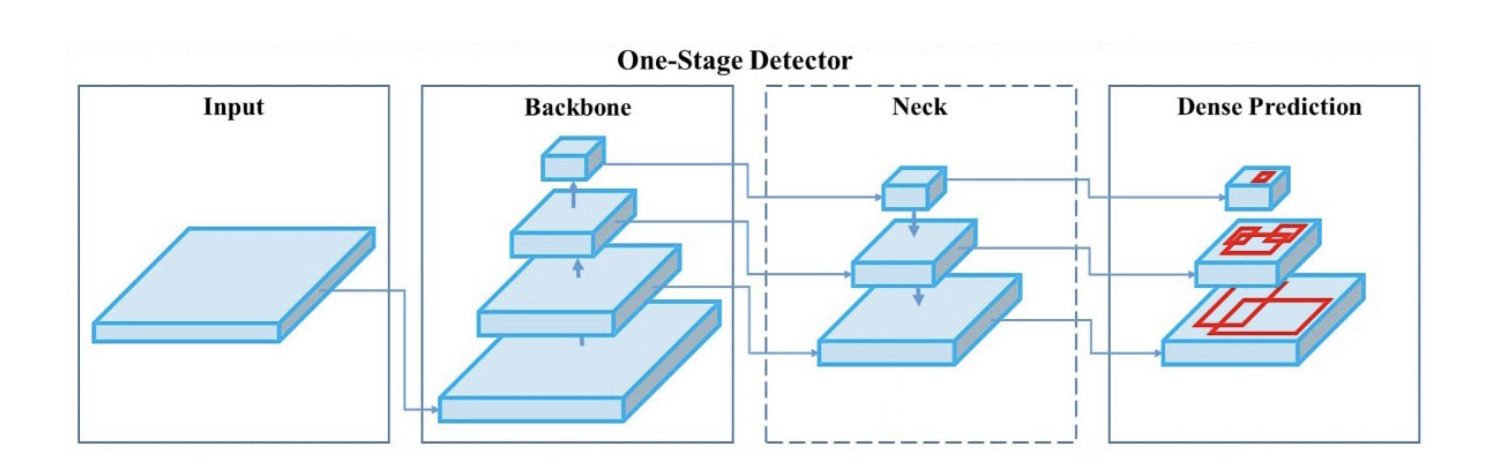 One-Stage Detector
Input
Backbone
Neck
Dense Prediction